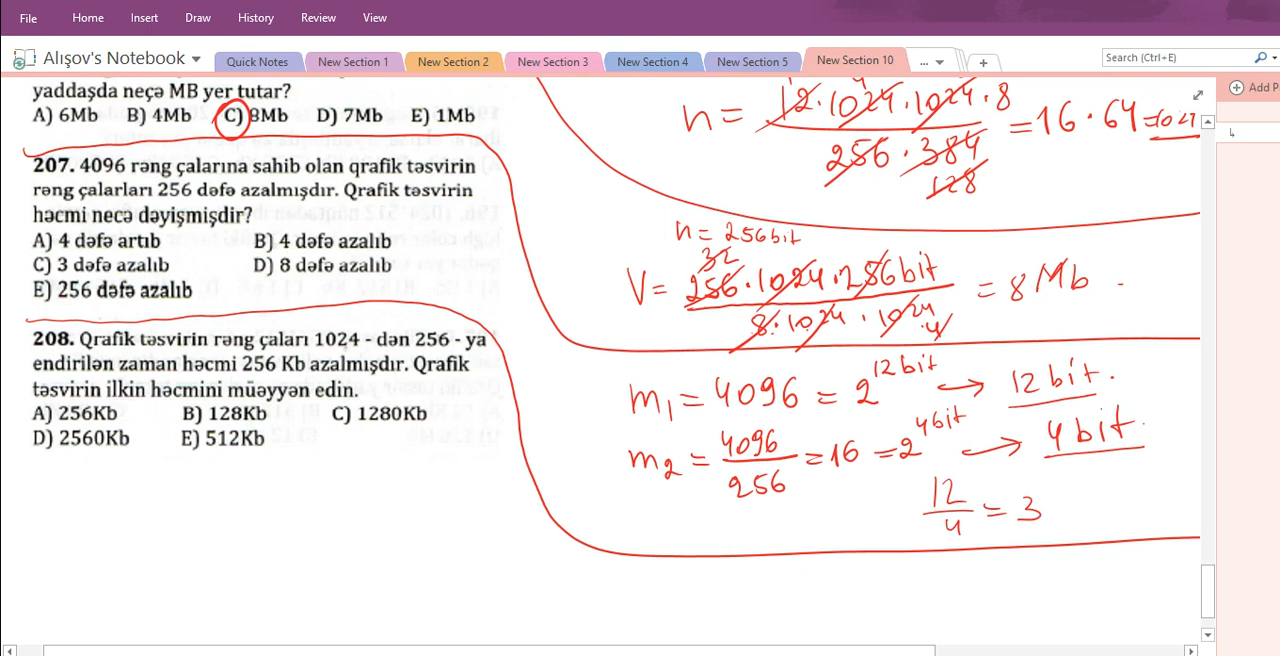 File Home Insert Draw History Review View
Alışov's Notebook Quick Notes New Section 1 New Section 2 New Section 3 New Section 4 New Section 5 New Section 10 ... + Search (Ctrl+E)
Add P
yaddaşda neçə MB yer tutar?
A) 6Mb B) 4Mb C) 8Mb D) 7Mb E) 1Mb
207. 4096 rəng çalarına sahib olan qrafik təsvirin
rəng çalarları 256 dəfə azalmışdır. Qrafik təsvirin
həcmi necə dəyişmişdir?
A) 4 dəfə artıb B) 4 dəfə azalıb
C) 3 dəfə azalıb D) 8 dəfə azalıb
E) 256 dəfə azalıb
208. Qrafik təsvirin rəng çaları 1024 - dən 256 - ya
endirilən zaman həcmi 256 Kb azalmışdır. Qrafik
təsvirin ilkin həcmini müəyyən edin.
A) 256Kb B) 128Kb C) 1280Kb
D) 2560Kb E) 512Kb
n = 12·1024·1024·8
256·384 = 16·64 = 1024
128
n = 256bit
32
V = 256·1024·256bit
8·1024·1024 = 8Mb
4
m₁ = 4096 = 2^12bit → 12bit.
m₂ = 4096
256 = 16 = 2^4bit → 4bit.
12
4 = 3